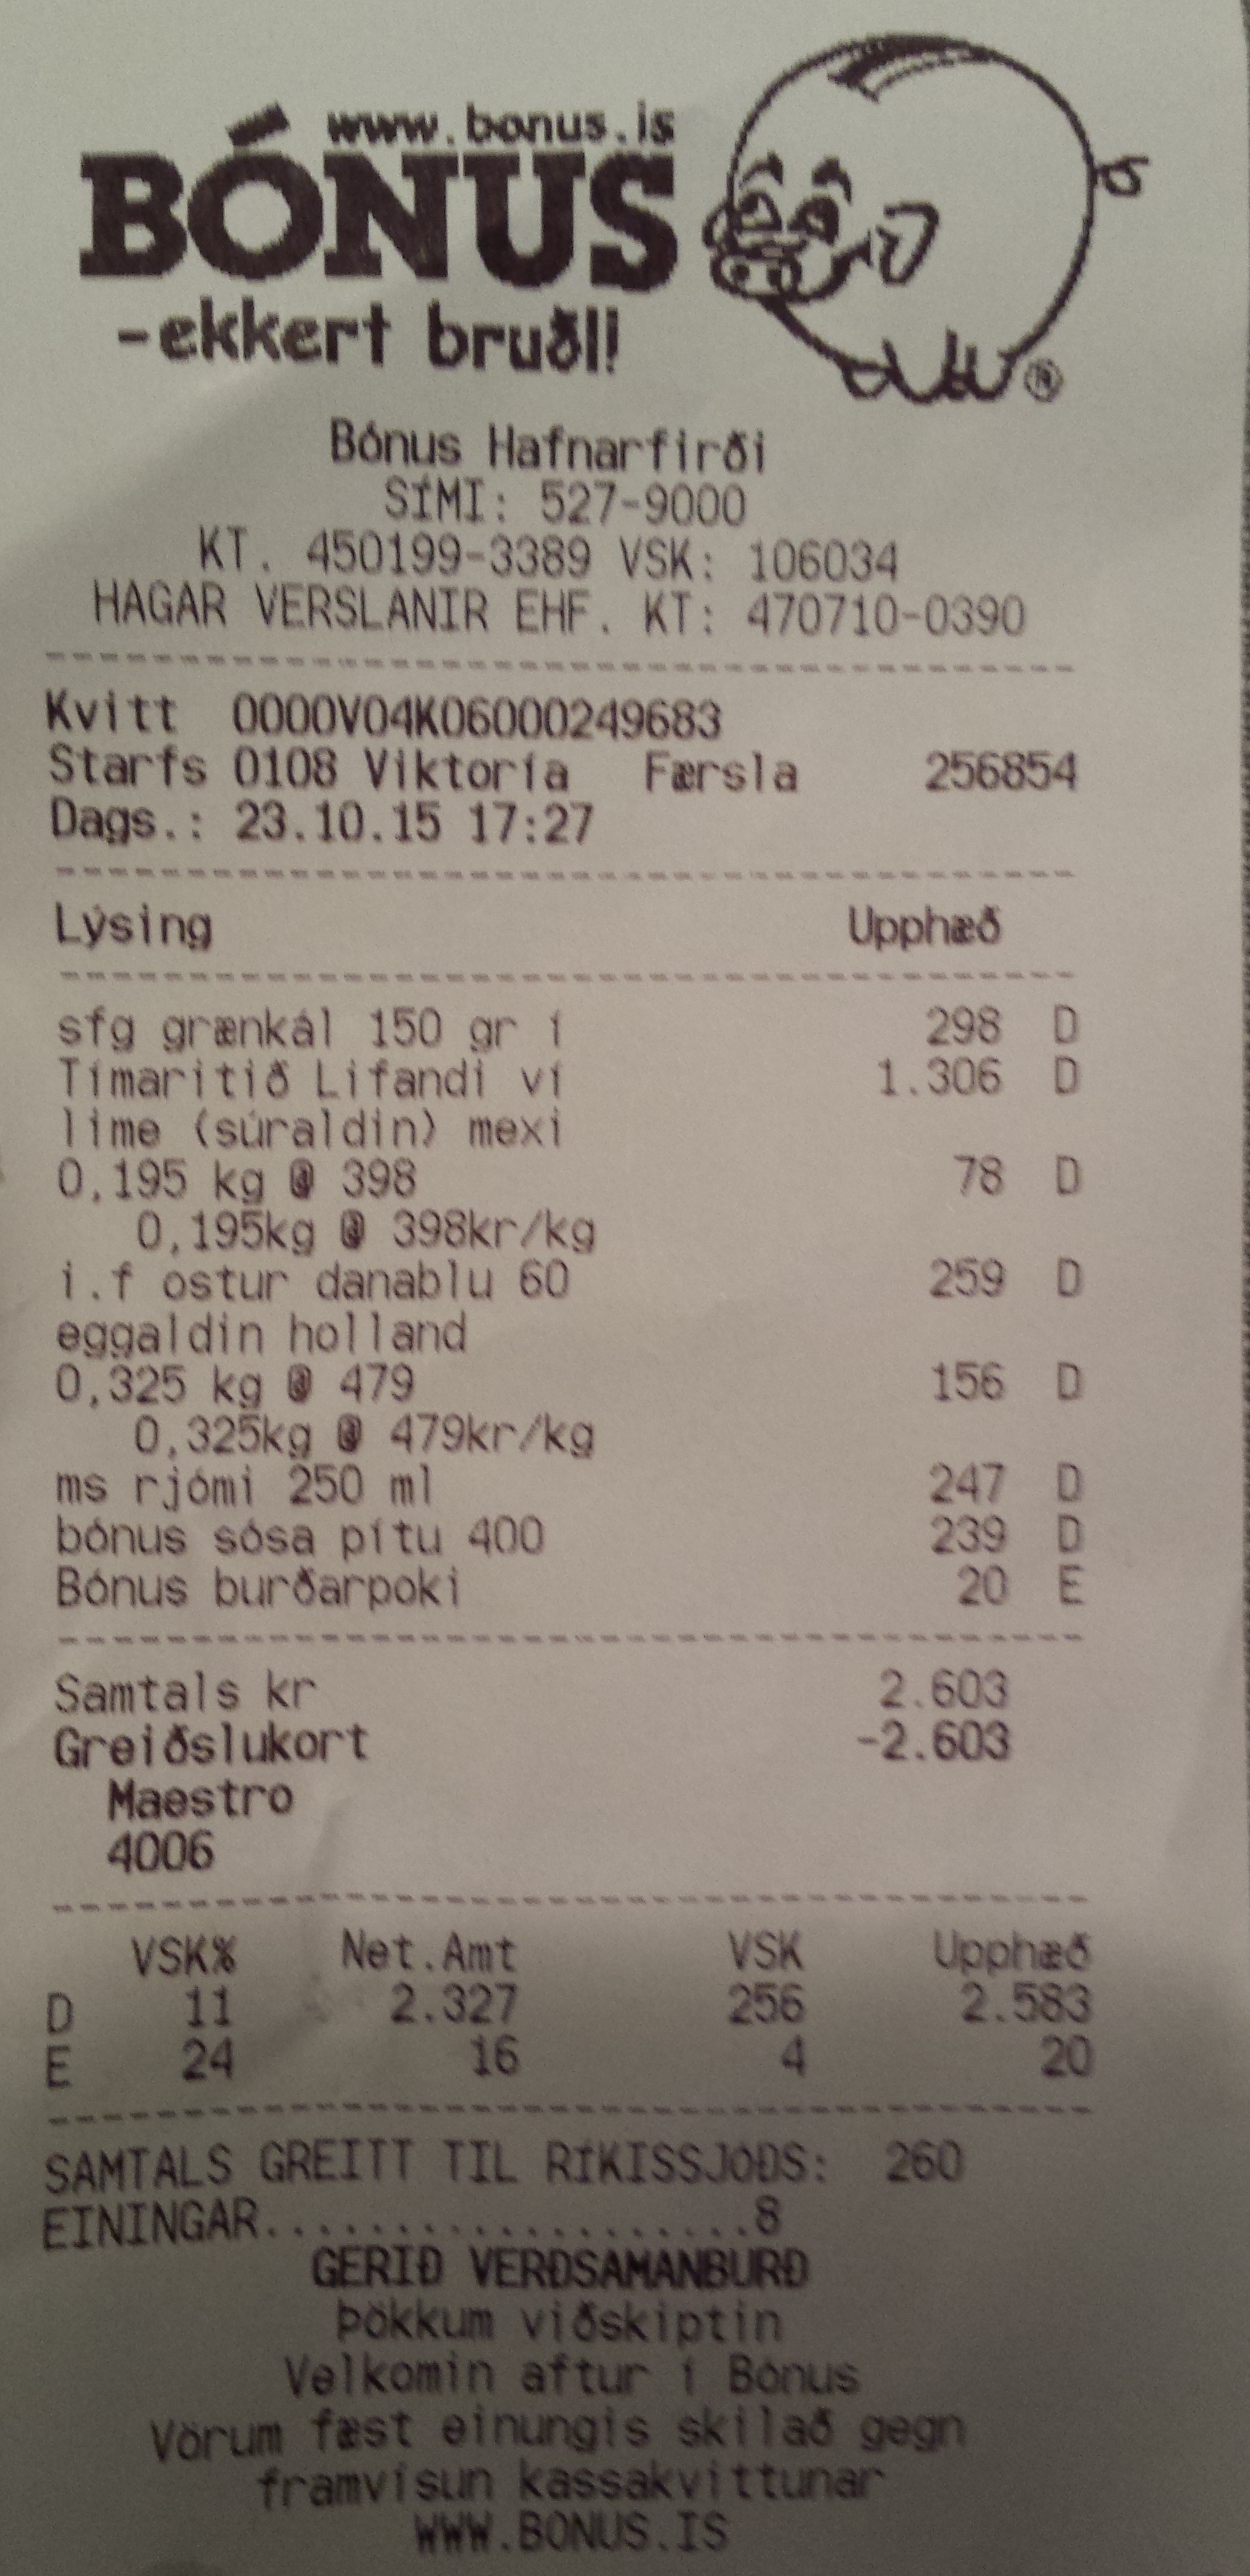 www.bonus.is
BÓNUS
-ekkert bruðl!
®
Bónus Hafnarfirði
SÍMI: 527-9000
KT. 450199-3389 VSK: 106034
HAGAR VERSLANIR EHF. KT: 470710-0390
Kvitt 0000V04K06000249683
Starfs 0108 Viktoría Færsla 256854
Dags.: 23.10.15 17:27
Lýsing Upphæð
sfg grænkál 150 gr í 298 D
Tímaritið Lifandi ví 1.306 D
lime (súraldin) mexi
0,195 kg @ 398 78 D
0,195kg @ 398kr/kg
i.f ostur danablu 60 259 D
eggaldin holland
0,325 kg @ 479 156 D
0,325kg @ 479kr/kg
ms rjómi 250 ml 247 D
bónus sósa pítu 400 239 D
Bónus burðarpoki 20 E
Samtals kr 2.603
Greiðslukort -2.603
Maestro
4006
VSK% Net.Amt VSK Upphæð
D 11 2.327 256 2.583
E 24 16 4 20
SAMTALS GREITT TIL RÍKISSJÓÐS: 260
EININGAR...................8
GERIÐ VERÐSAMANBURÐ
Þökkum viðskiptin
Velkomin aftur í Bónus
Vörum fæst einungis skilað gegn
framvísun kassakvittunar
WWW.BONUS.IS